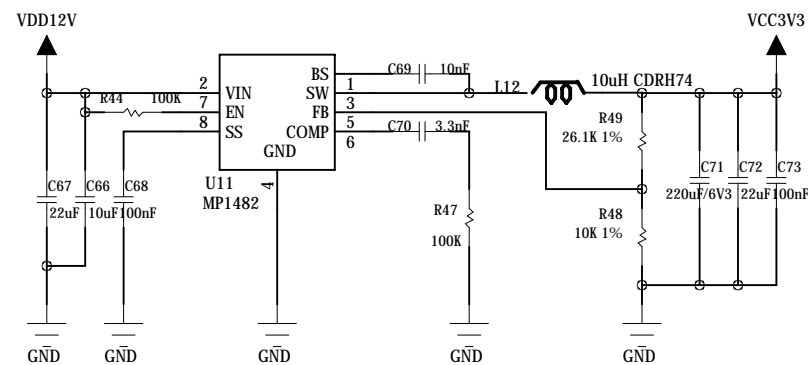 VDD12V
VCC3V3
BS
C69
10nF
2
VIN
SW
1
L12
10uH CDRH74
R44
100K
7
EN
FB
3
8
SS
COMP
5
C70
3.3nF
6
GND
R49
26.1K 1%
C67
22uF
C66
10uF
C68
100nF
U11
MP1482
4
R47
100K
R48
10K 1%
C71
220uF/6V3
C72
22uF
C73
100nF
GND
GND
GND
GND
GND